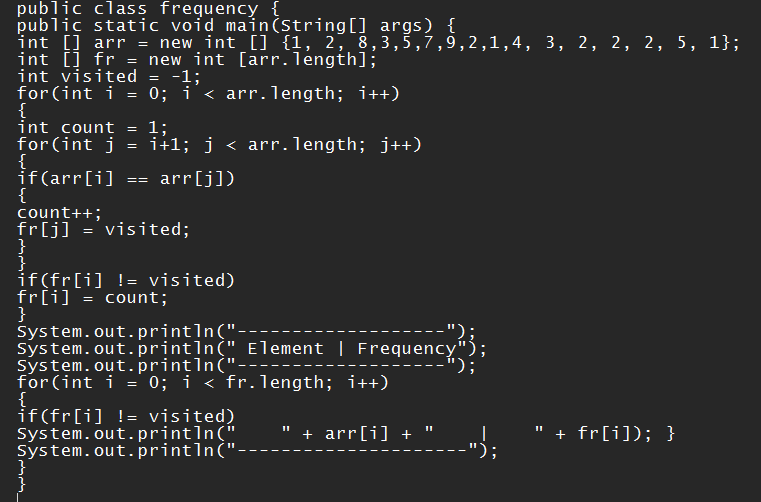 public class frequency {
public static void main(String[] args) {
int [] arr = new int [] {1, 2, 8,3,5,7,9,2,1,4, 3, 2, 2, 2, 5, 1};
int [] fr = new int [arr.length];
int visited = -1;
for(int i = 0; i < arr.length; i++)
{
int count = 1;
for(int j = i+1; j < arr.length; j++)
{
if(arr[i] == arr[j])
{
count++;
fr[j] = visited;
}
}
if(fr[i] != visited)
fr[i] = count;
}
System.out.println("-------------------");
System.out.println(" Element | Frequency");
System.out.println("-------------------");
for(int i = 0; i < fr.length; i++)
{
if(fr[i] != visited)
System.out.println("    " + arr[i] + "    |    " + fr[i]); }
System.out.println("---------------------");
}
}